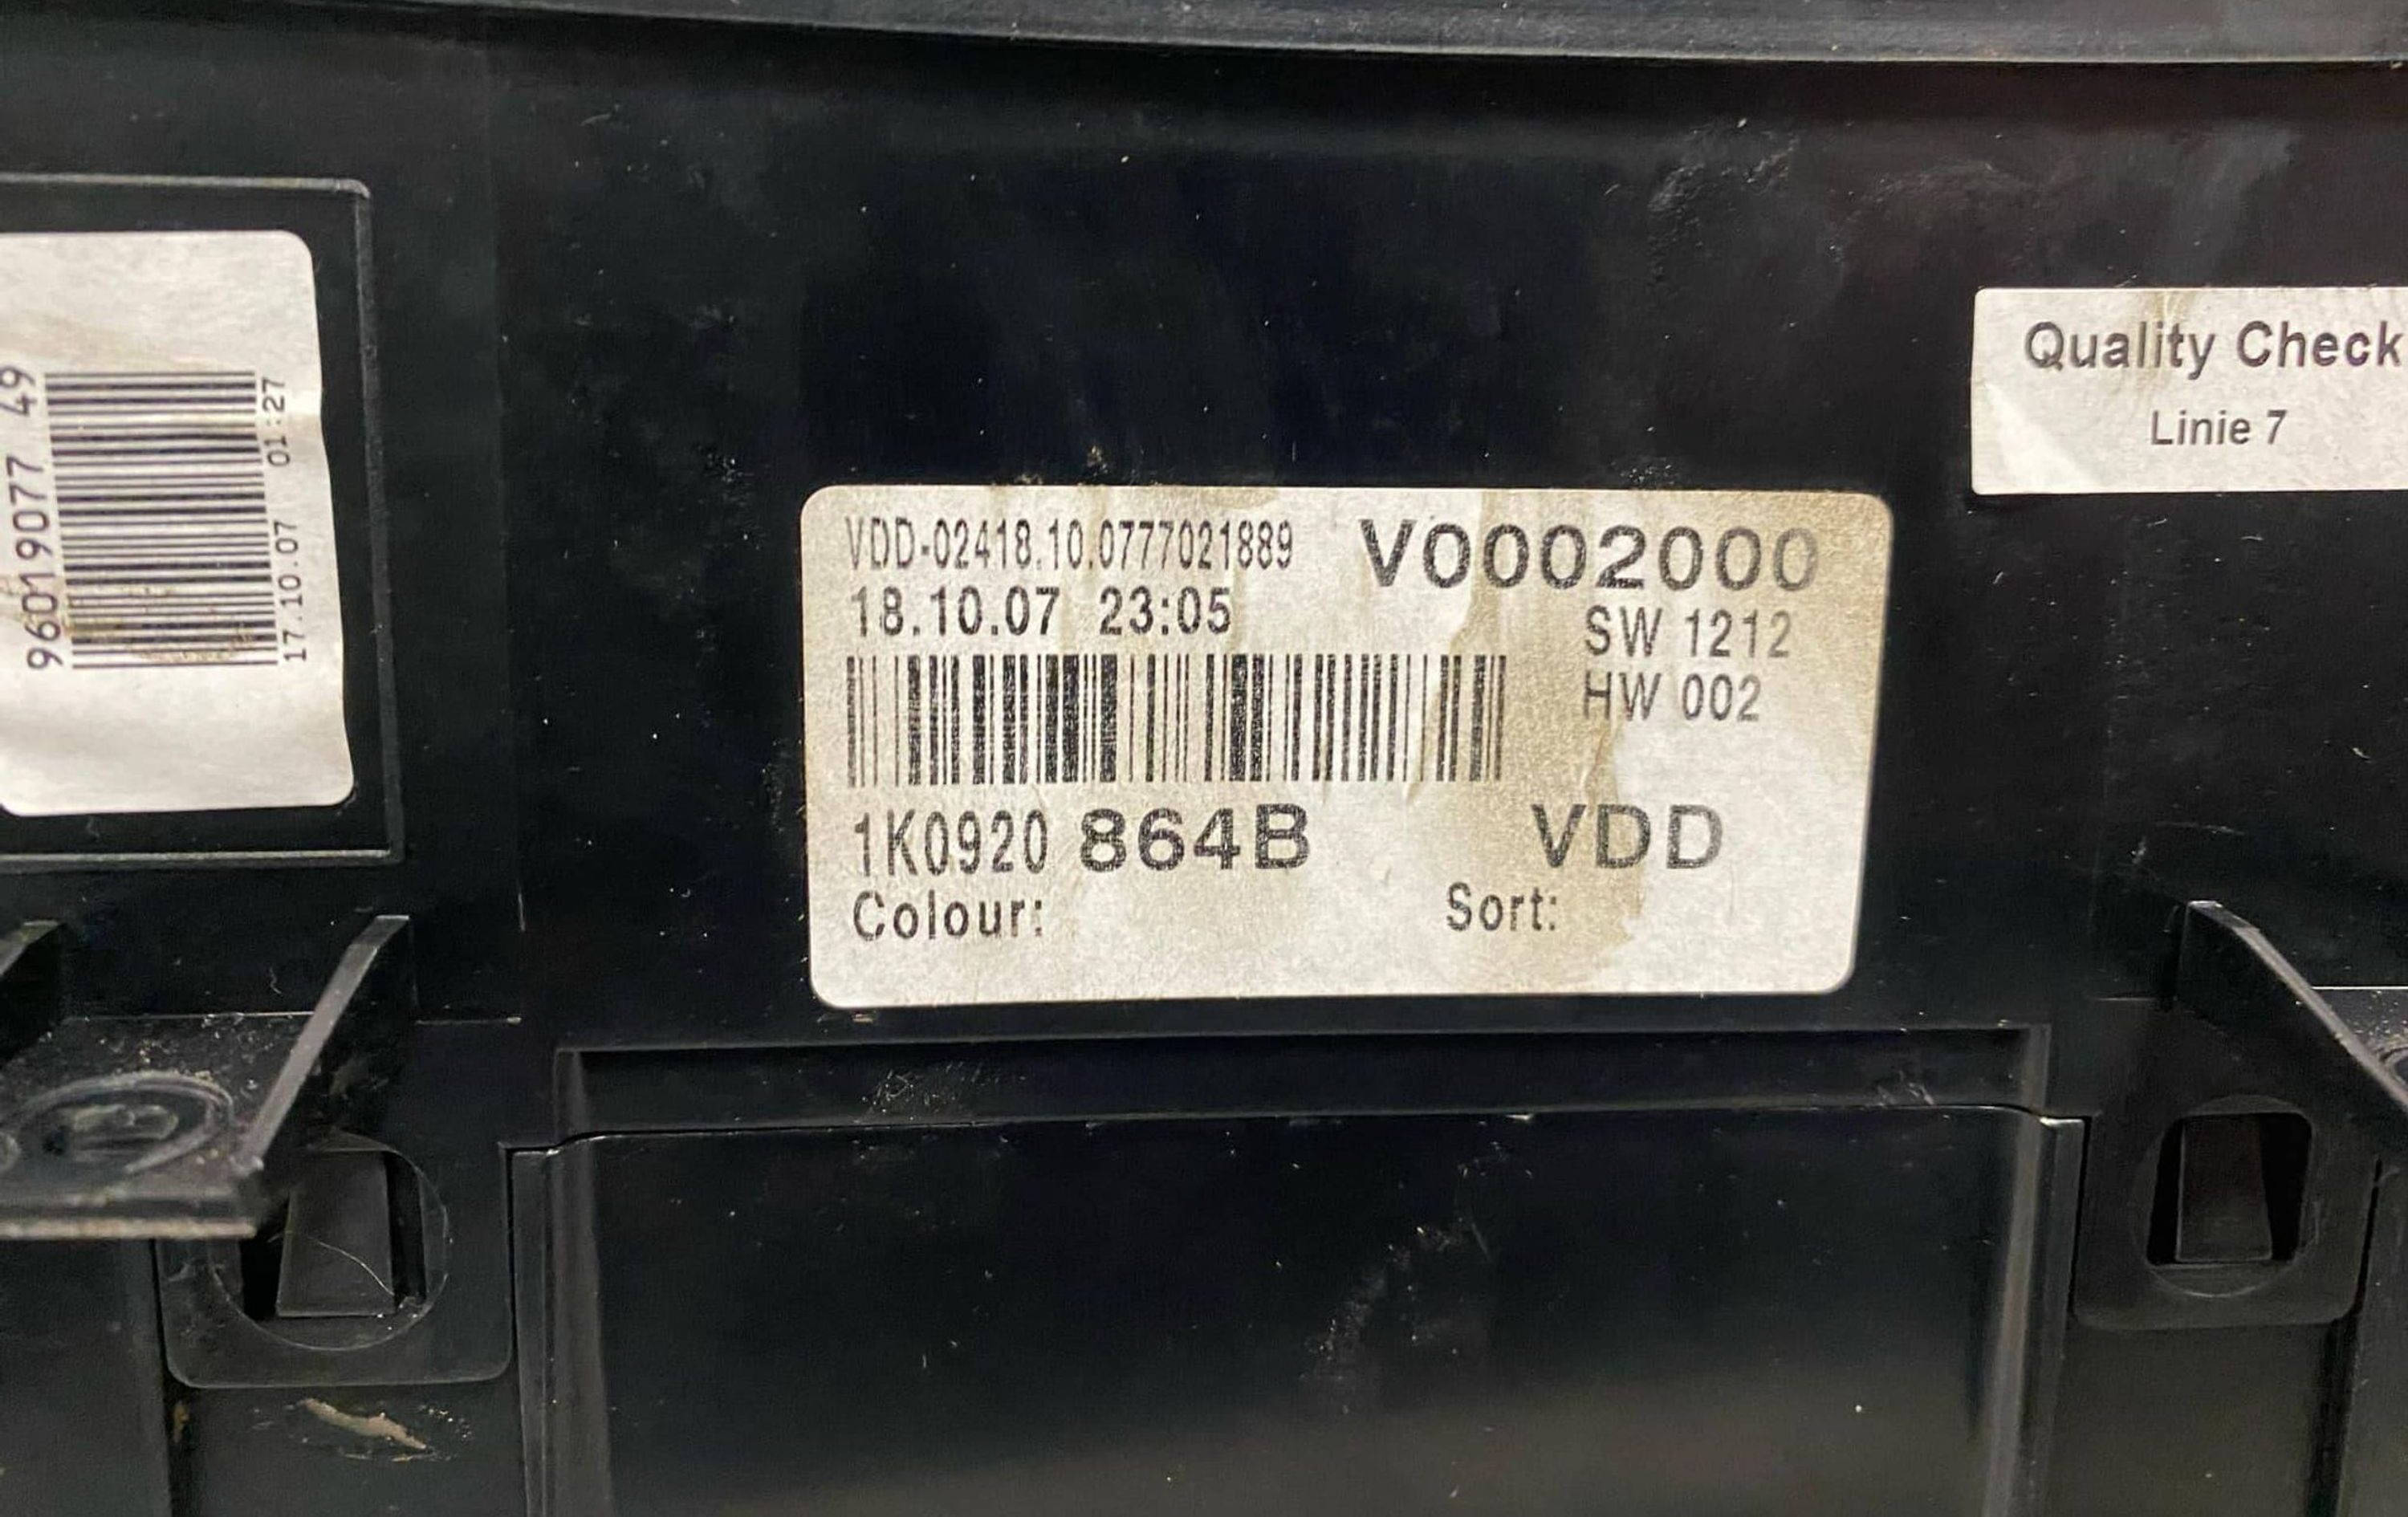 96019077 49
17.10.07 01:27
VDD-02418.10.0777021889 V0002000
18.10.07 23:05
SW 1212
HW 002
1K0920 864B VDD
Colour: Sort:
Quality Check
Linie 7